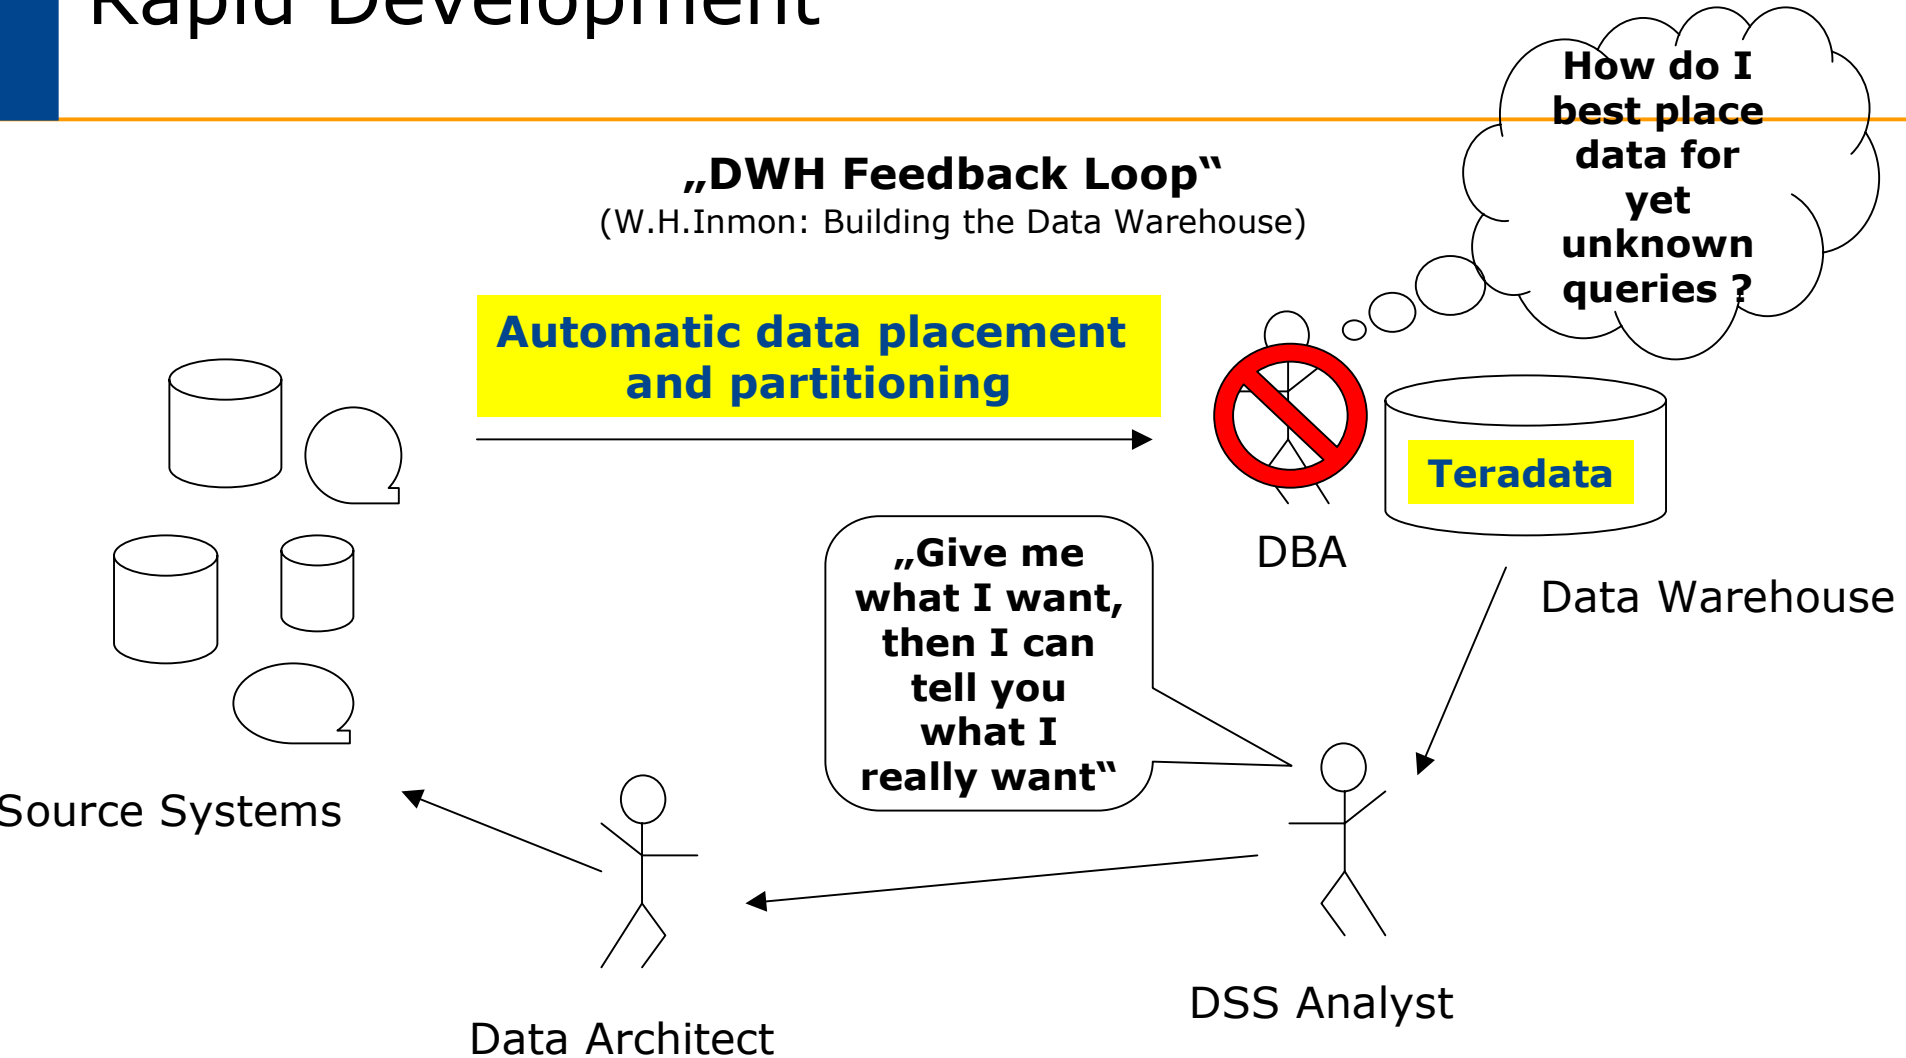 Rapid Development
How do I
best place
data for
yet
unknown
queries ?
„DWH Feedback Loop“
(W.H.Inmon: Building the Data Warehouse)
Automatic data placement
and partitioning
Teradata
DBA
Data Warehouse
„Give me
what I want,
then I can
tell you
what I
really want“
Source Systems
DSS Analyst
Data Architect